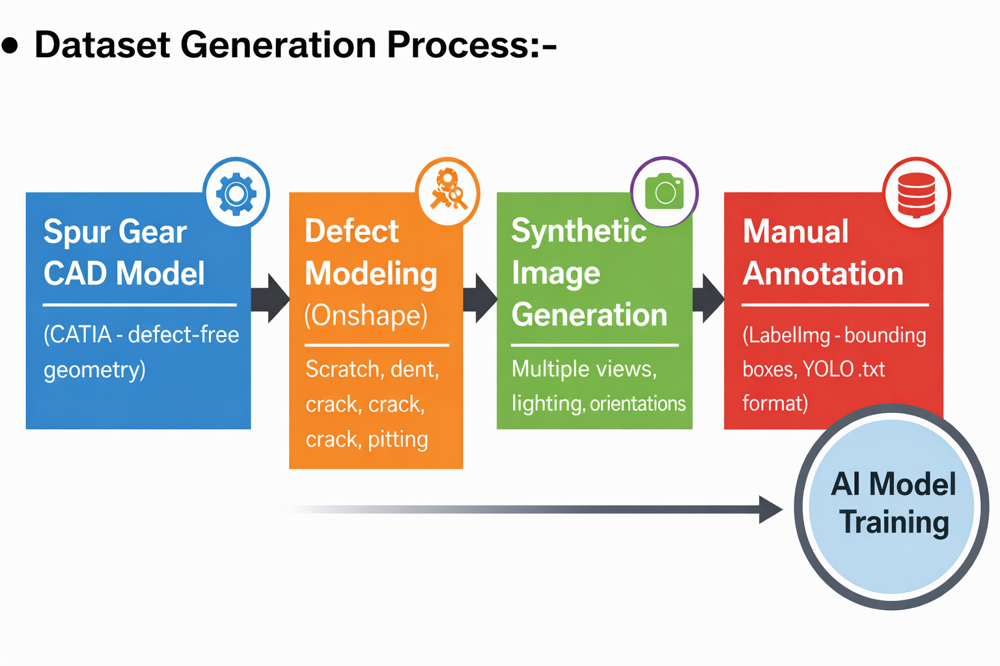 • Dataset Generation Process:-
Spur Gear
CAD Model
(CATIA - defect-free
geometry)
Defect
Modeling
(Onshape)
Scratch, dent,
crack, crack,
crack, pitting
Synthetic
Image
Generation
Multiple views,
lighting, orientations
Manual
Annotation
(LabelImg - bounding
boxes, YOLO .txt
format)
AI Model
Training